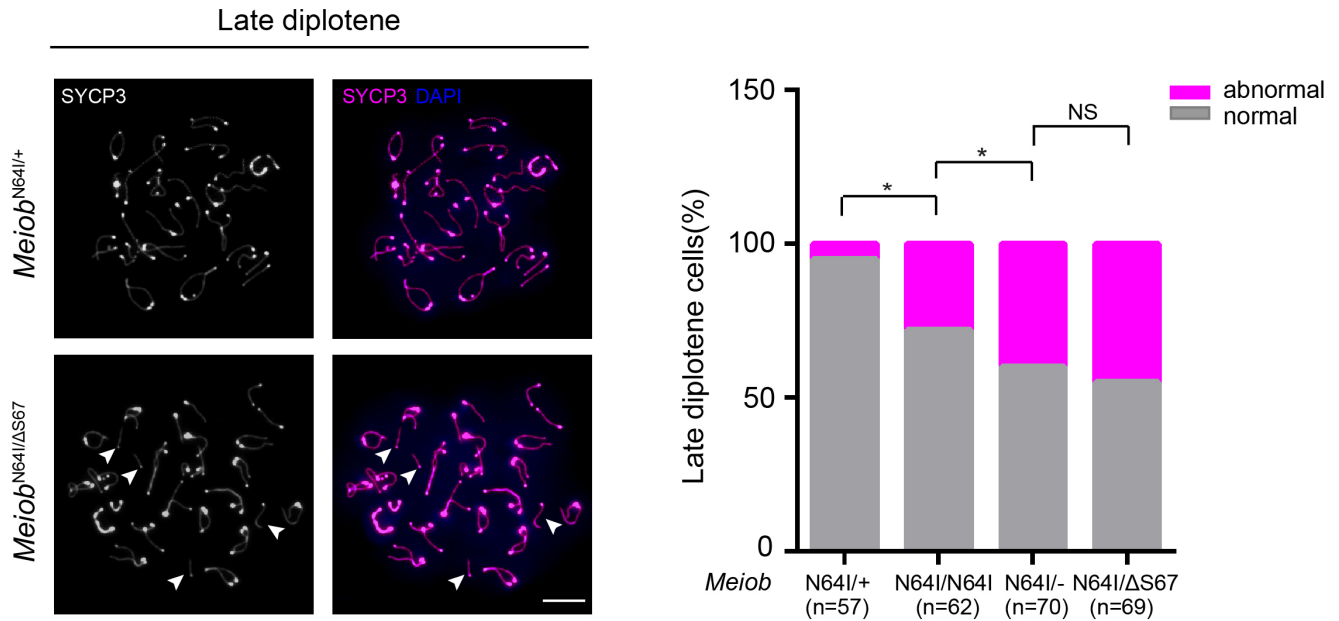 Late diplotene
SYCP3
SYCP3 DAPI
Meiob^N64I/+
Meiob^N64I/ΔS67
Late diplotene cells(%)
150
100
50
0
abnormal
normal
*
*
NS
Meiob
N64I/+
(n=57)
N64I/N64I
(n=62)
N64I/-
(n=70)
N64I/ΔS67
(n=69)